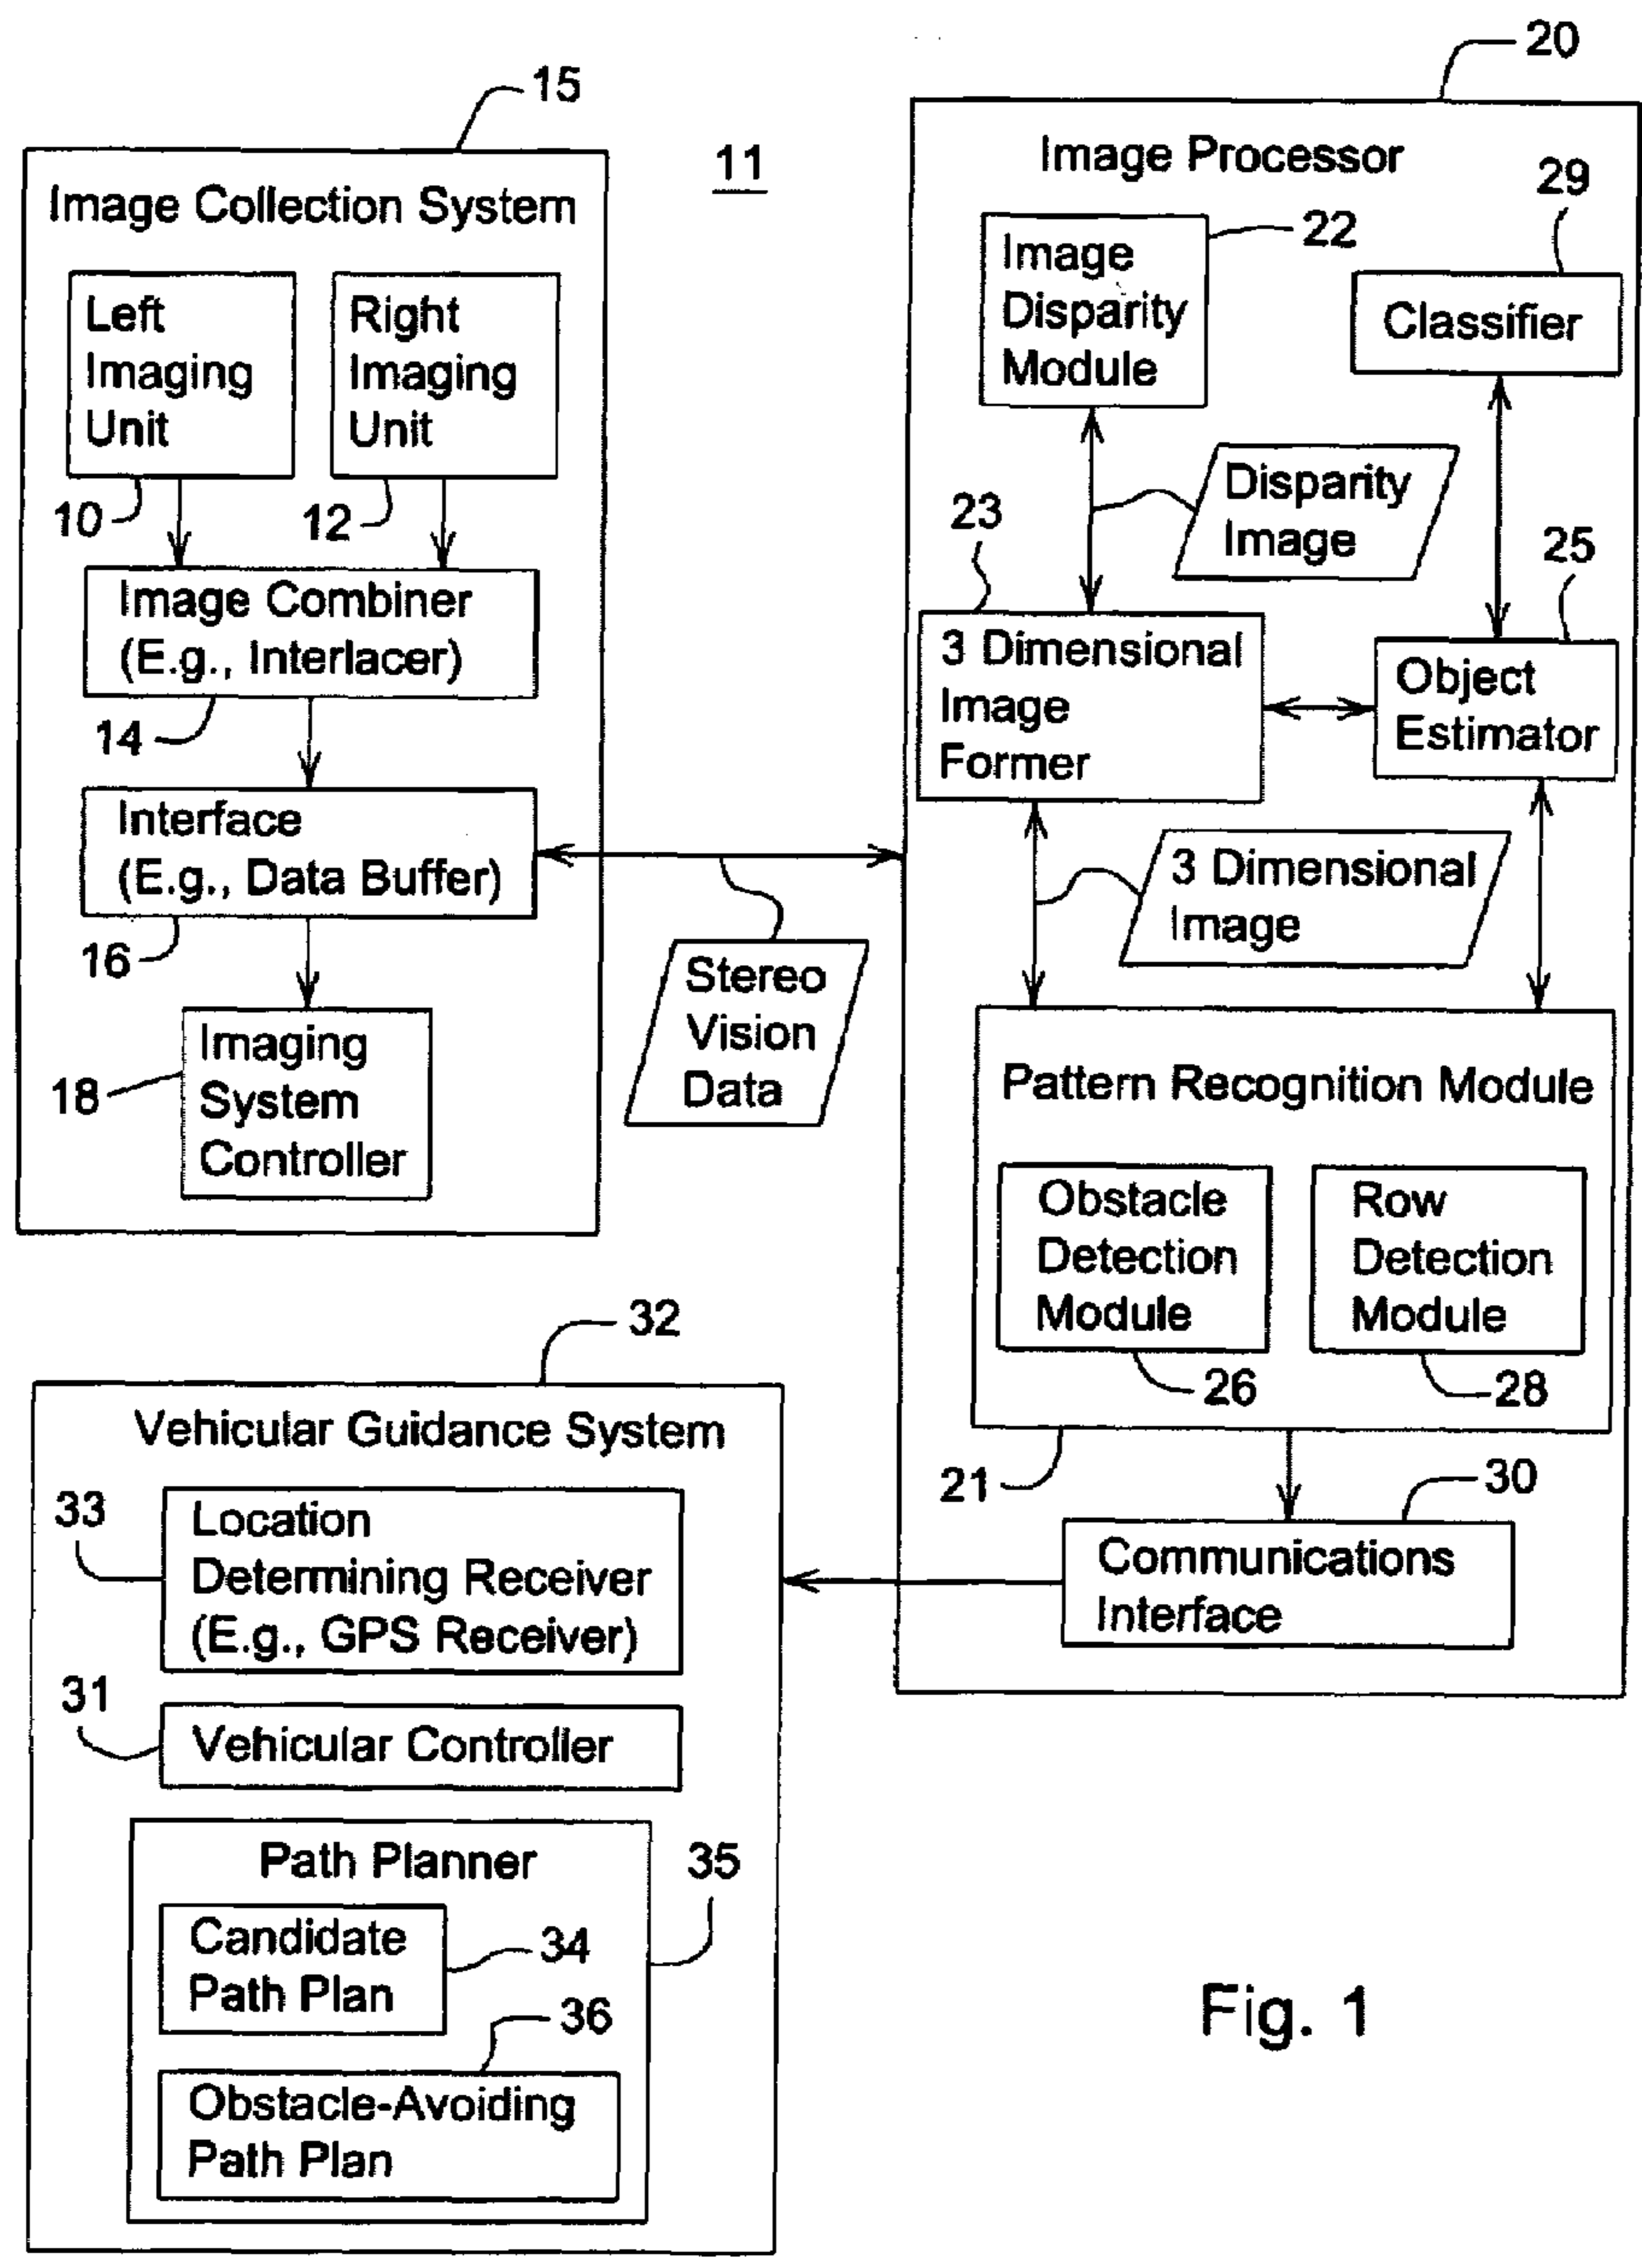 15
Image Collection System
Left
Imaging
Unit
10
Right
Imaging
Unit
12
Image Combiner
(E.g., Interlacer)
14
Interface
(E.g., Data Buffer)
16
Imaging
System
Controller
18
11
Stereo
Vision
Data
20
Image Processor
Image
Disparity
Module
22
29
Classifier
Disparity
Image
23
3 Dimensional
Image
Former
25
Object
Estimator
3 Dimensional
Image
Pattern Recognition Module
Obstacle
Detection
Module
26
Row
Detection
Module
28
21
30
Communications
Interface
32
Vehicular Guidance System
33
Location
Determining Receiver
(E.g., GPS Receiver)
31
Vehicular Controller
Path Planner
35
Candidate
Path Plan
34
36
Obstacle-Avoiding
Path Plan
Fig. 1